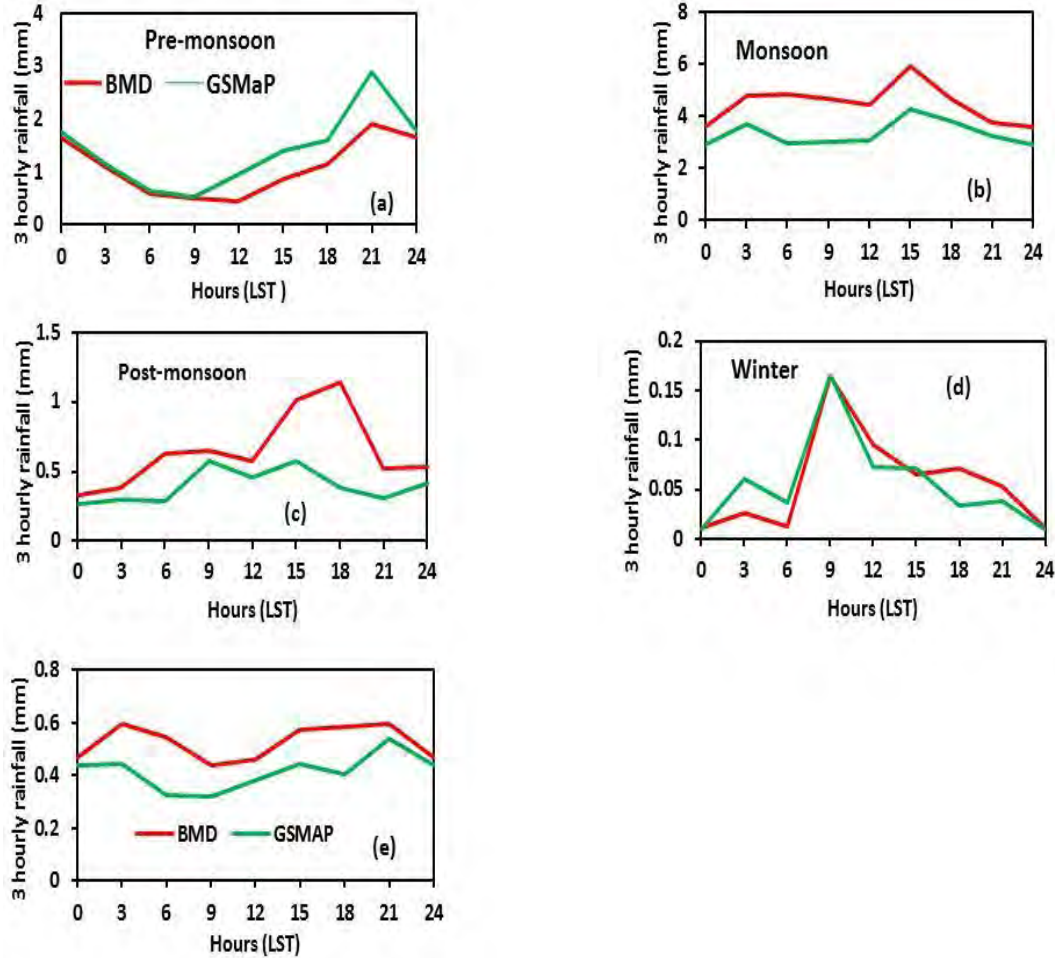 4
3
2
1
0
3 hourly rainfall (mm)
Pre-monsoon
BMD GSMaP
(a)
0 3 6 9 12 15 18 21 24
Hours (LST )
8
6
4
2
0
3 hourly rainfall (mm)
Monsoon
(b)
0 3 6 9 12 15 18 21 24
Hours (LST)
1.5
1
0.5
0
3 hourly rainfall (mm)
Post-monsoon
(c)
0 3 6 9 12 15 18 21 24
Hours (LST)
0.2
0.15
0.1
0.05
0
3 hourly rainfall (mm)
Winter
(d)
0 3 6 9 12 15 18 21 24
Hours (LST)
0.8
0.6
0.4
0.2
0
3 hourly rainfall (mm)
BMD GSMAP
(e)
0 3 6 9 12 15 18 21 24
Hours (LST)